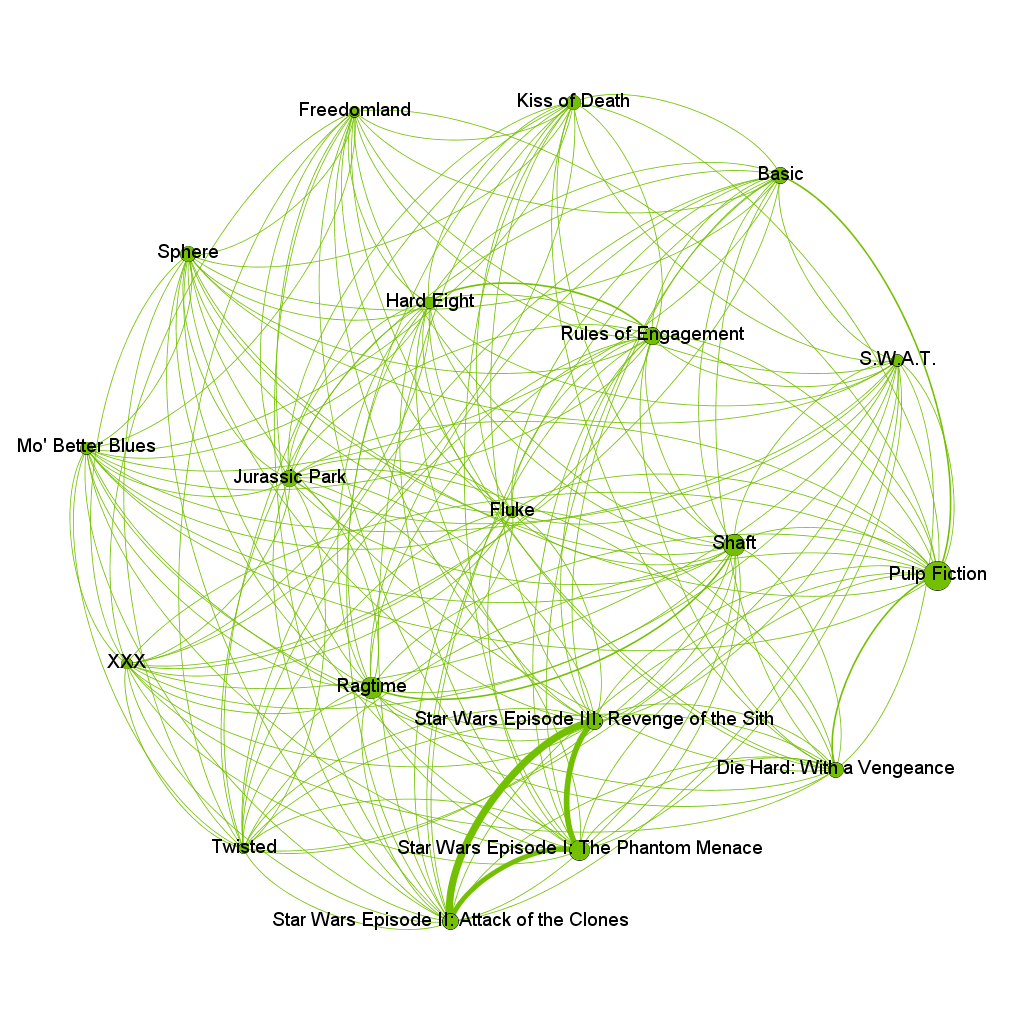 Kiss of Death
Freedomland
Basic
Sphere
Hard Eight
Rules of Engagement
S.W.A.T.
Mo' Better Blues
Jurassic Park
Fluke
Shaft
Pulp Fiction
XXX
Ragtime
Star Wars Episode III: Revenge of the Sith
Die Hard: With a Vengeance
Twisted
Star Wars Episode I: The Phantom Menace
Star Wars Episode II: Attack of the Clones